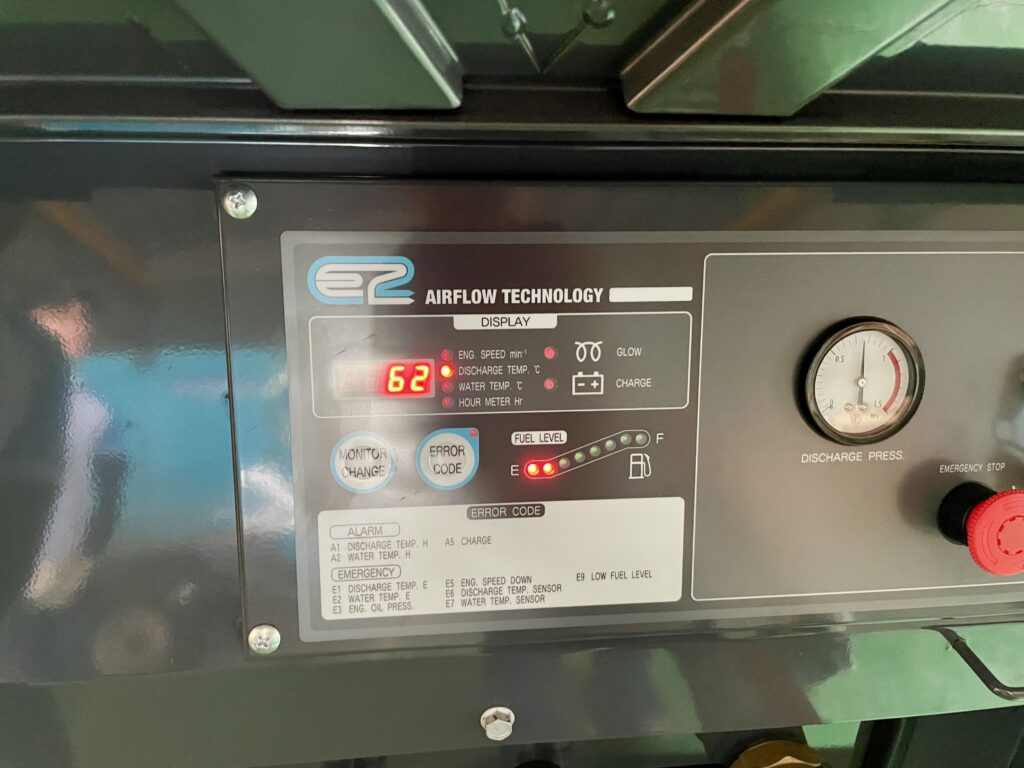 e2 AIRFLOW TECHNOLOGY
DISPLAY
62
ENG. SPEED min⁻¹
DISCHARGE TEMP. ℃
WATER TEMP. ℃
HOUR METER Hr
GLOW
CHARGE
MONITOR
CHANGE
ERROR
CODE
FUEL LEVEL
E
F
ERROR CODE
ALARM
A1 DISCHARGE TEMP. H
A2 WATER TEMP. H
A5 CHARGE
EMERGENCY
E1 DISCHARGE TEMP. E
E2 WATER TEMP. E
E3 ENG. OIL PRESS.
E5 ENG. SPEED DOWN
E6 DISCHARGE TEMP. SENSOR
E7 WATER TEMP. SENSOR
E9 LOW FUEL LEVEL
0
0.5
1.5
MPa
DISCHARGE PRESS.
EMERGENCY STOP